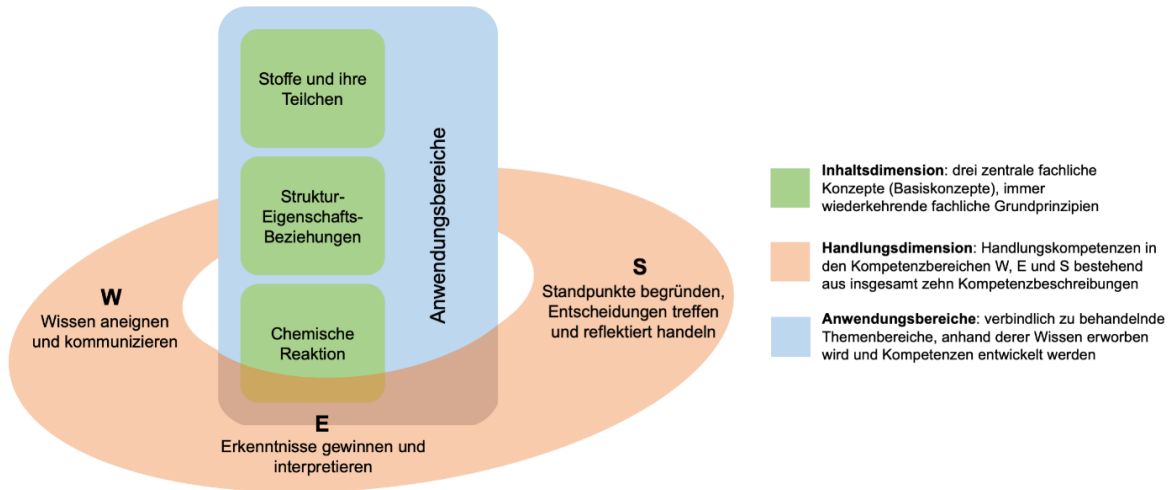 Stoffe und ihre
Teilchen
Struktur-
Eigenschafts-
Beziehungen
Chemische
Reaktion
Anwendungsbereiche
W
Wissen aneignen
und kommunizieren
E
Erkenntnisse gewinnen und
interpretieren
S
Standpunkte begründen,
Entscheidungen treffen
und reflektiert handeln
Inhaltsdimension: drei zentrale fachliche
Konzepte (Basiskonzepte), immer
wiederkehrende fachliche Grundprinzipien
Handlungsdimension: Handlungskompetenzen in
den Kompetenzbereichen W, E und S bestehend
aus insgesamt zehn Kompetenzbeschreibungen
Anwendungsbereiche: verbindlich zu behandelnde
Themenbereiche, anhand derer Wissen erworben
wird und Kompetenzen entwickelt werden